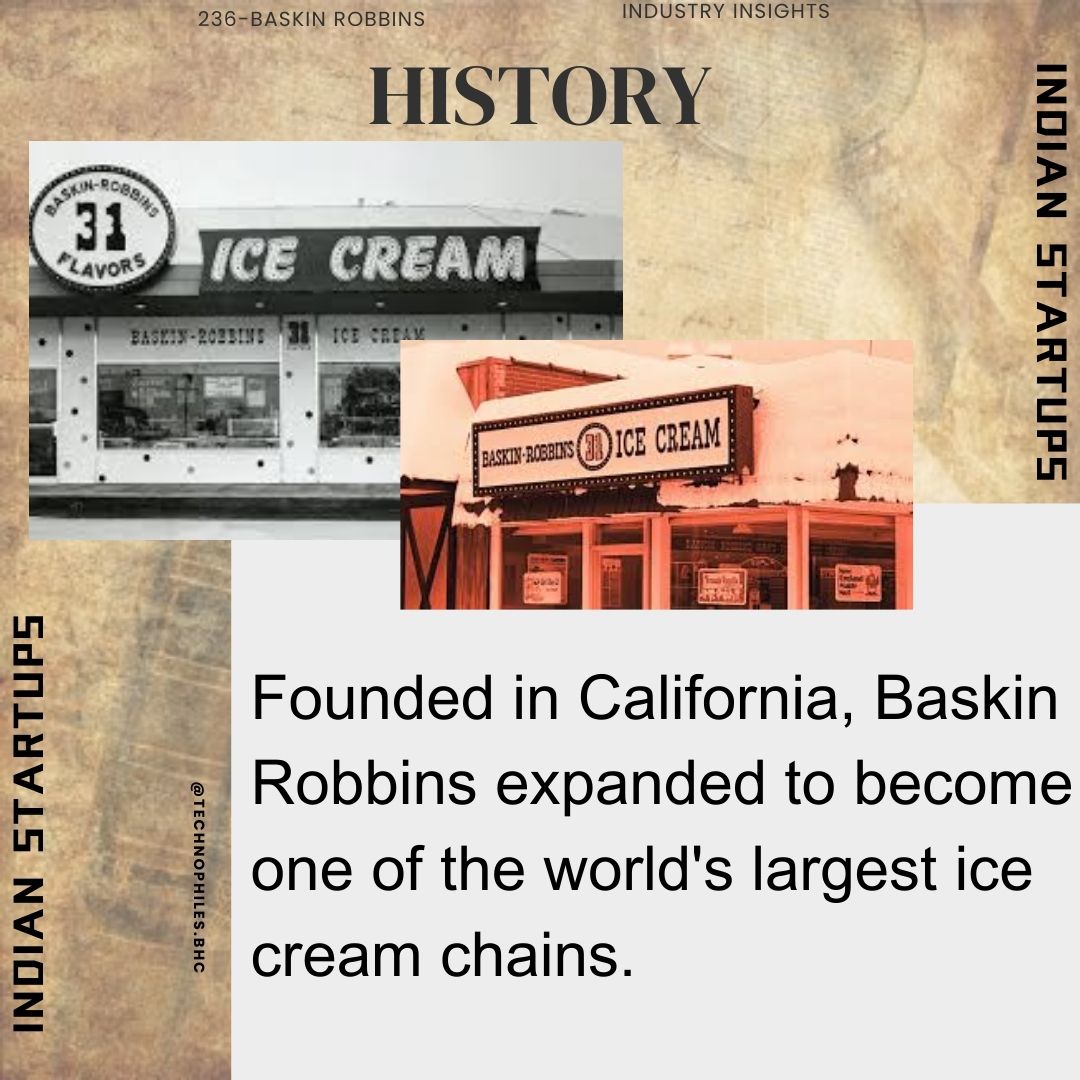 236-BASKIN ROBBINS
INDUSTRY INSIGHTS
HISTORY
INDIAN STARTUPS
BASKIN-ROBBINS
31
FLAVORS
ICE CREAM
BASKIN-ROBBINS 31 ICE CREAM
BASKIN-ROBBINS 31 ICE CREAM
Founded in California, Baskin
Robbins expanded to become
one of the world's largest ice
cream chains.
INDIAN STARTUPS
@TECHNOPHILES.BHC